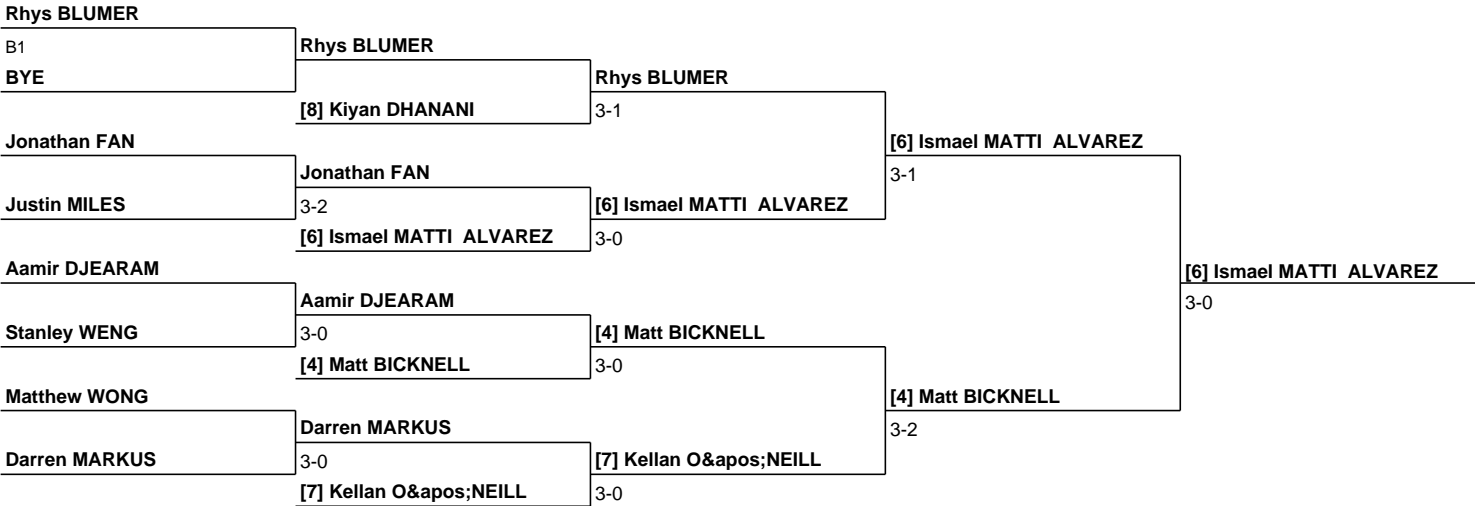 Rhys BLUMER
B1
BYE
Rhys BLUMER
[8] Kiyan DHANANI
Rhys BLUMER
3-1
Jonathan FAN
Justin MILES
Jonathan FAN
3-2
[6] Ismael MATTI  ALVAREZ
[6] Ismael MATTI  ALVAREZ
3-0
[6] Ismael MATTI  ALVAREZ
3-1
Aamir DJEARAM
Stanley WENG
Aamir DJEARAM
3-0
[4] Matt BICKNELL
[4] Matt BICKNELL
3-0
Matthew WONG
Darren MARKUS
Darren MARKUS
3-0
[7] Kellan O&apos;NEILL
[7] Kellan O&apos;NEILL
3-0
[4] Matt BICKNELL
3-2
[6] Ismael MATTI  ALVAREZ
3-0